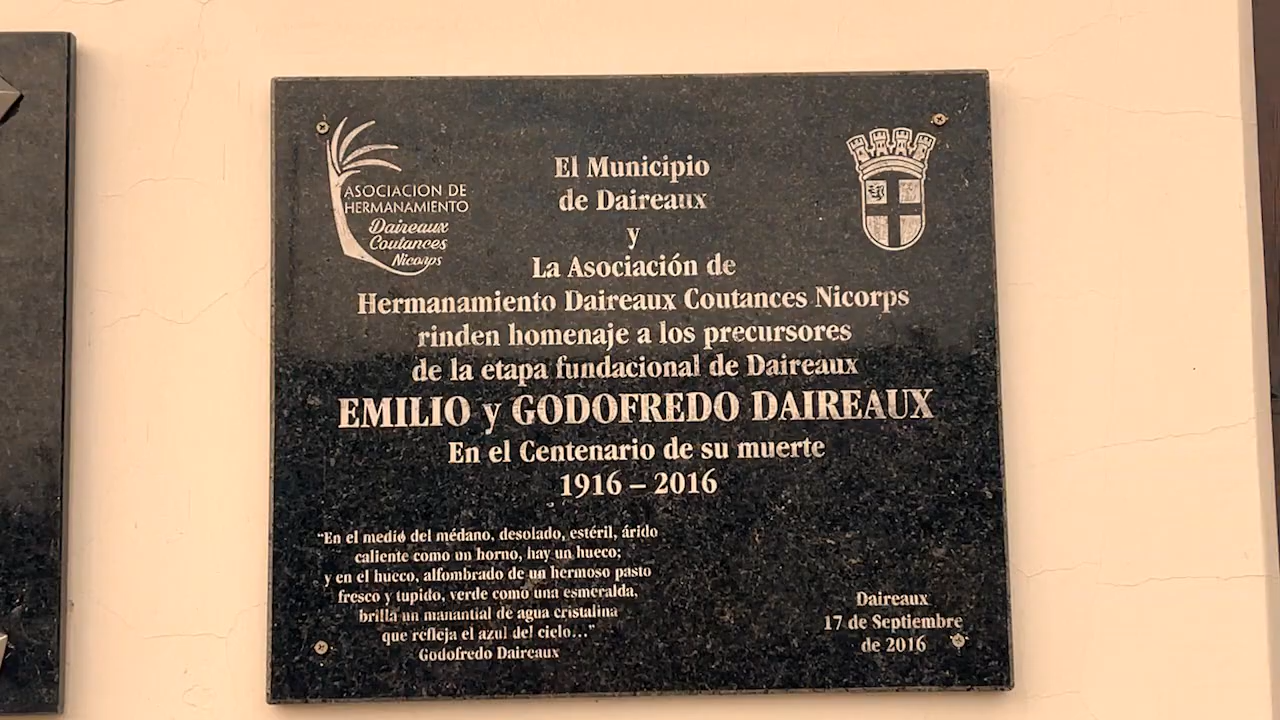 ASOCIACION DE
HERMANAMIENTO
Daireaux
Coutances
Nicorps
El Municipio
de Daireaux
y
La Asociación de
Hermanamiento Daireaux Coutances Nicorps
rinden homenaje a los precursores
de la etapa fundacional de Daireaux
EMILIO y GODOFREDO DAIREAUX
En el Centenario de su muerte
1916 – 2016
"En el medio del médano, desolado, estéril, árido
caliente como un horno, hay un hueco;
y en el hueco, alfombrado de un hermoso pasto
fresco y tupido, verde como una esmeralda,
brilla un manantial de agua cristalina
que refleja el azul del cielo..."
Godofredo Daireaux
Daireaux
17 de Septiembre
de 2016